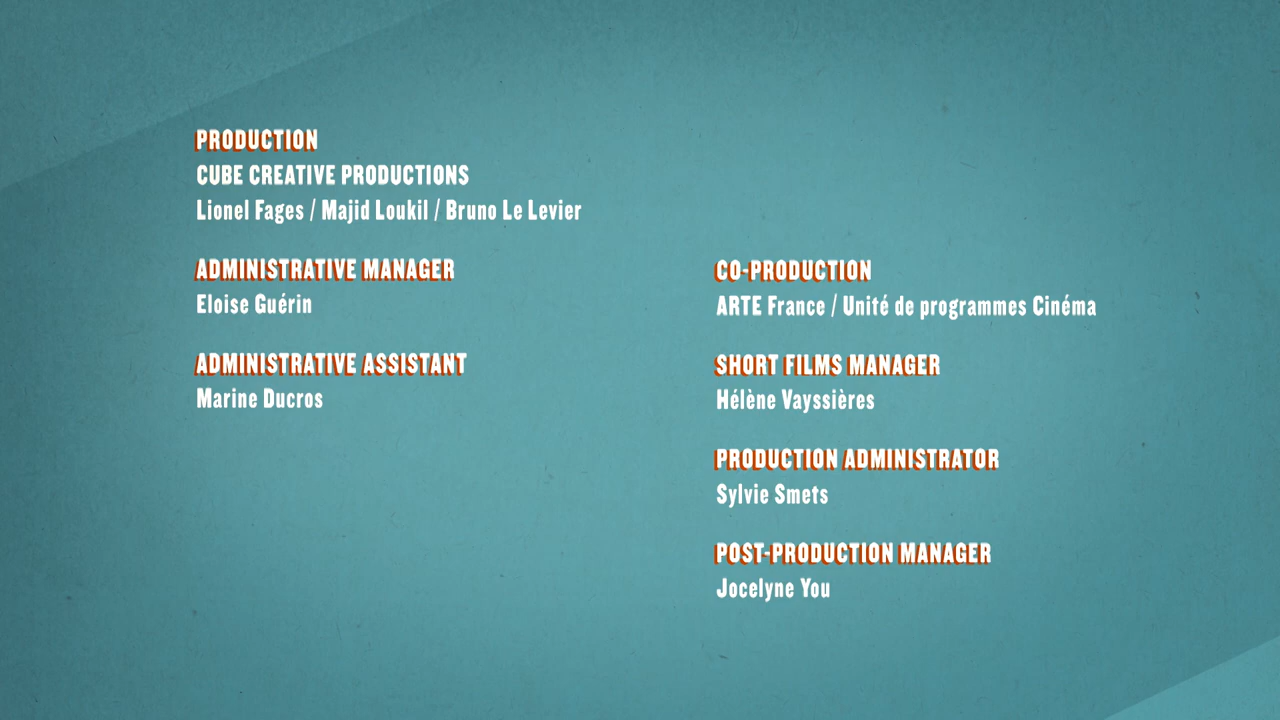 PRODUCTION
CUBE CREATIVE PRODUCTIONS
Lionel Fages / Majid Loukil / Bruno Le Levier
ADMINISTRATIVE MANAGER
Eloise Guérin
ADMINISTRATIVE ASSISTANT
Marine Ducros
CO-PRODUCTION
ARTE France / Unité de programmes Cinéma
SHORT FILMS MANAGER
Hélène Vayssières
PRODUCTION ADMINISTRATOR
Sylvie Smets
POST-PRODUCTION MANAGER
Jocelyne You